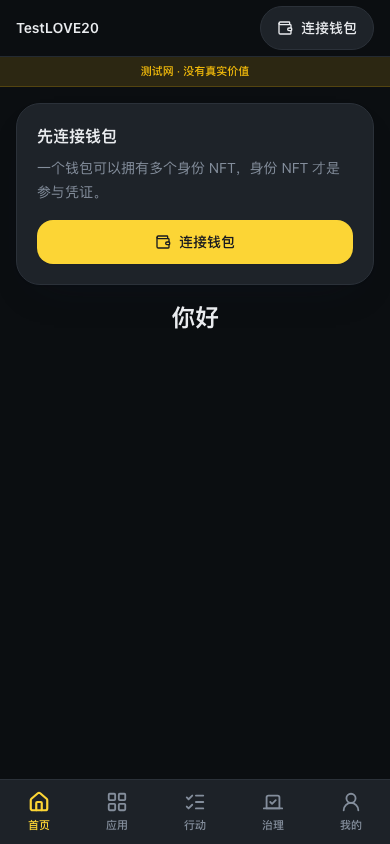 TestLOVE20
连接钱包
测试网 · 没有真实价值
先连接钱包
一个钱包可以拥有多个身份 NFT，身份 NFT 才是
参与凭证。
连接钱包
你好
首页
应用
行动
治理
我的